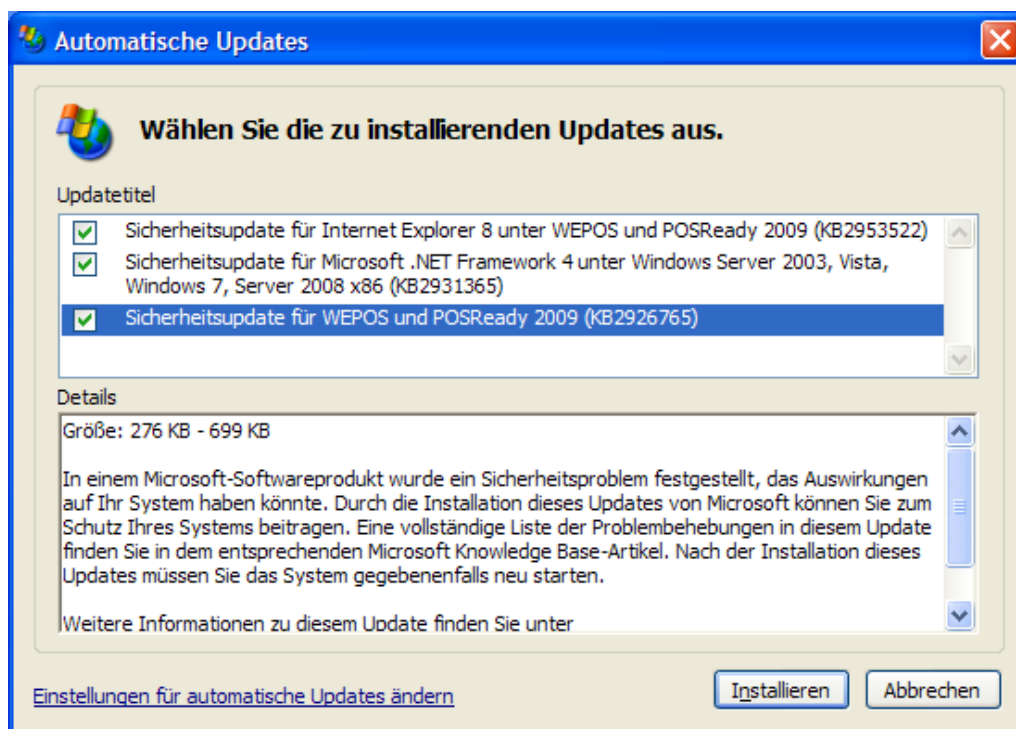 Automatische Updates
Wählen Sie die zu installierenden Updates aus.
Updatetitel
Sicherheitsupdate für Internet Explorer 8 unter WEPOS und POSReady 2009 (KB2953522)
Sicherheitsupdate für Microsoft .NET Framework 4 unter Windows Server 2003, Vista,
Windows 7, Server 2008 x86 (KB2931365)
Sicherheitsupdate für WEPOS und POSReady 2009 (KB2926765)
Details
Größe: 276 KB - 699 KB
In einem Microsoft-Softwareprodukt wurde ein Sicherheitsproblem festgestellt, das Auswirkungen
auf Ihr System haben könnte. Durch die Installation dieses Updates von Microsoft können Sie zum
Schutz Ihres Systems beitragen. Eine vollständige Liste der Problembehebungen in diesem Update
finden Sie in dem entsprechenden Microsoft Knowledge Base-Artikel. Nach der Installation dieses
Updates müssen Sie das System gegebenenfalls neu starten.
Weitere Informationen zu diesem Update finden Sie unter
Einstellungen für automatische Updates ändern
Installieren
Abbrechen